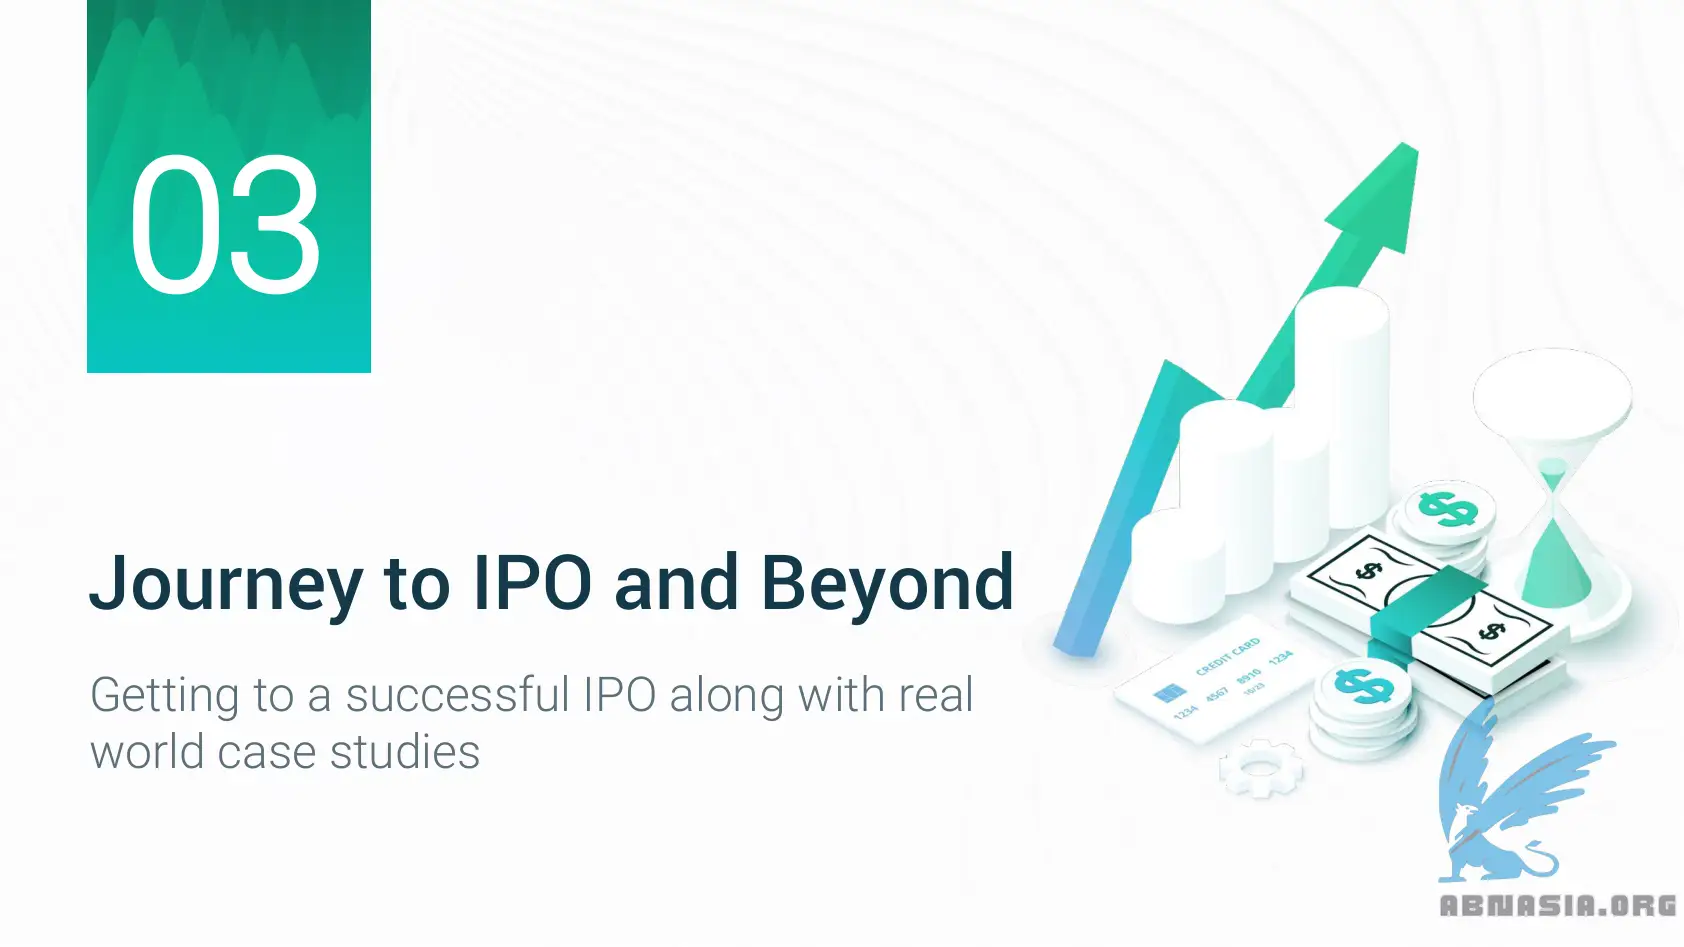 03
Journey to IPO and Beyond
Getting to a successful IPO along with real
world case studies
$
$
$
CREDIT CARD
1234 4567 8910 1234
16/23
$
ABNASIA.ORG